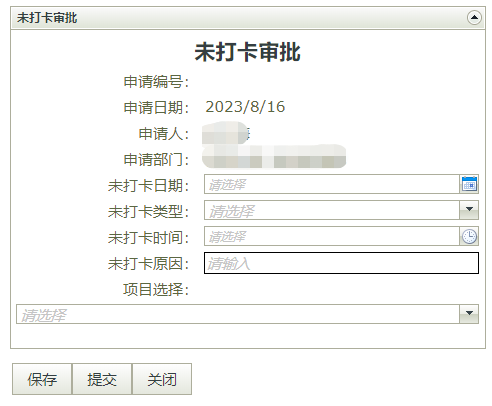 未打卡审批
未打卡审批
申请编号:
申请日期: 2023/8/16
申请人:
申请部门:
未打卡日期: 请选择
未打卡类型: 请选择
未打卡时间: 请选择
未打卡原因: 请输入
项目选择:
请选择
保存 提交 关闭